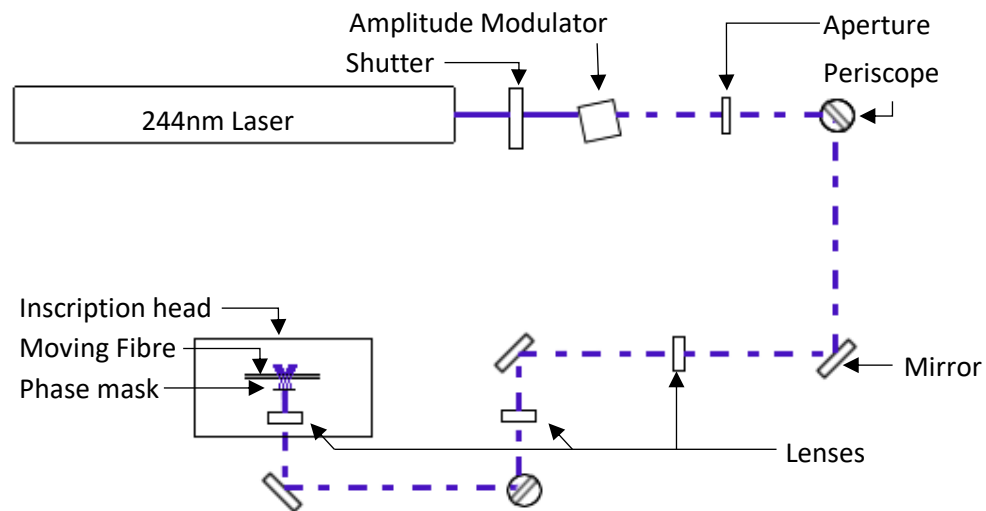 Amplitude Modulator
Aperture
Shutter
Periscope
244nm Laser
Inscription head
Moving Fibre
Phase mask
Mirror
Lenses